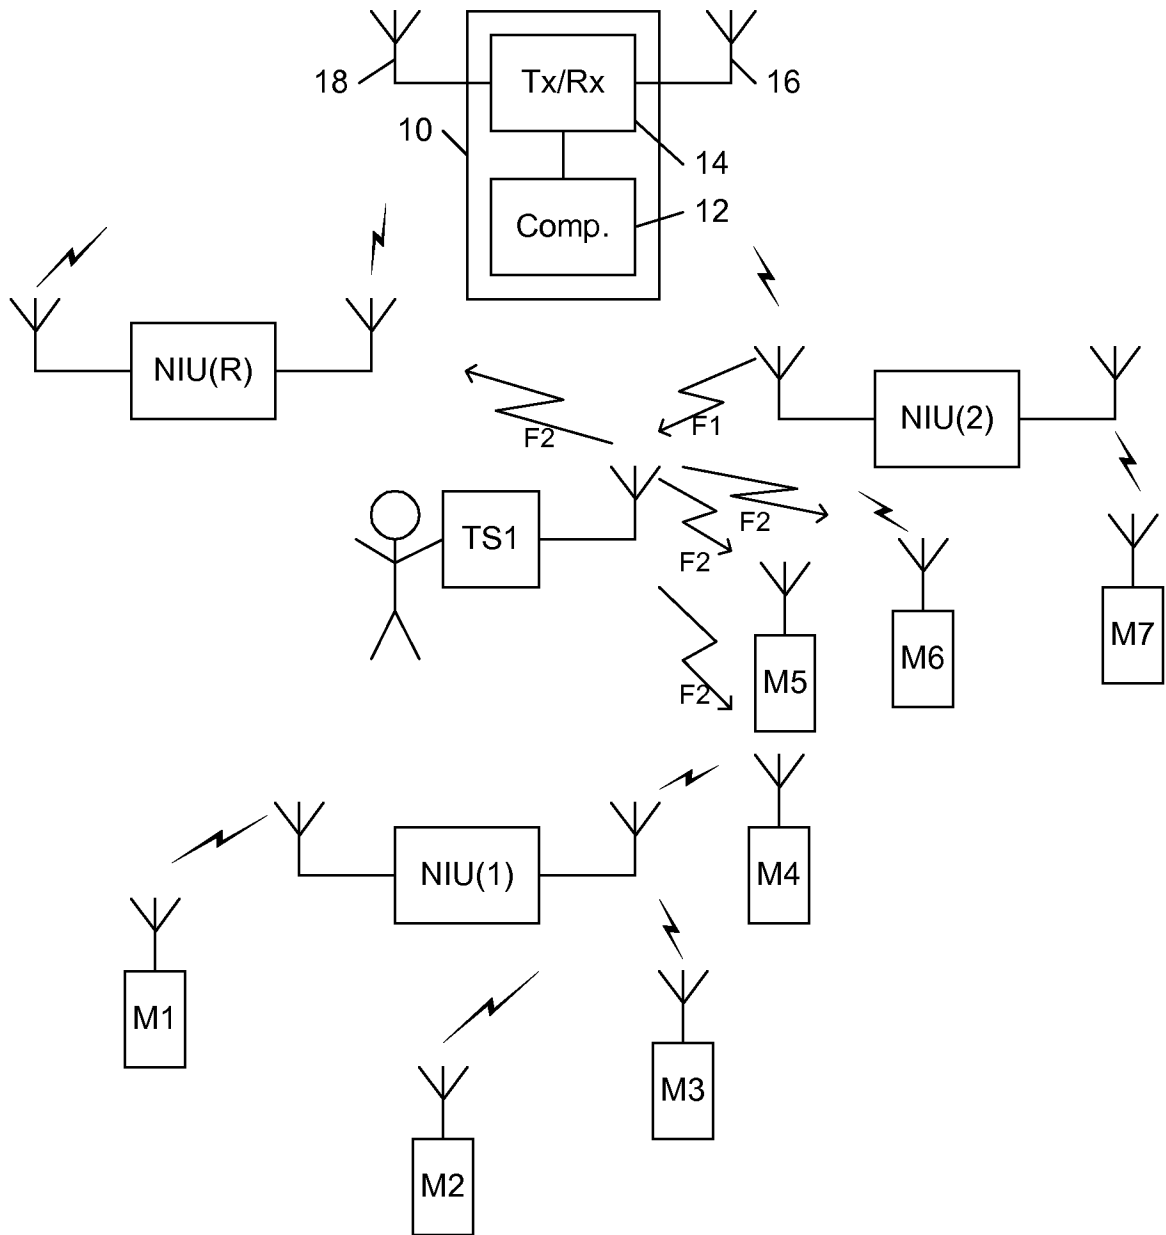 Tx/Rx
18
16
10
14
12
Comp.
NIU(R)
F1
NIU(2)
F2
F2
TS1
F2
M7
M6
M5
F2
NIU(1)
M4
M1
M3
M2